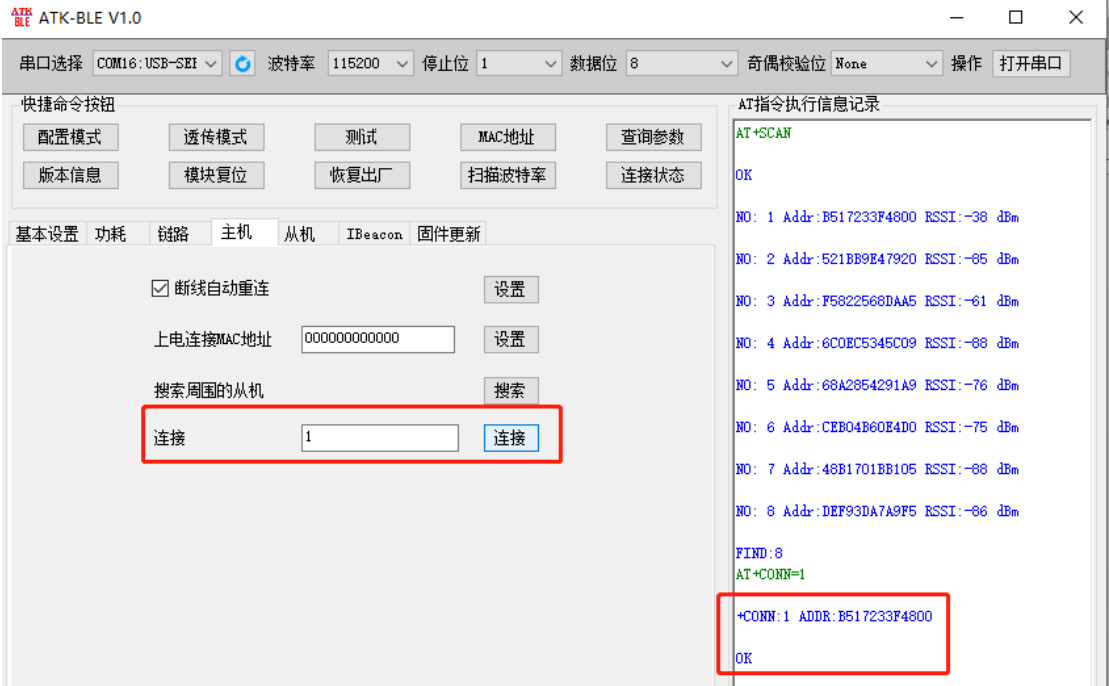 ATK BLE ATK-BLE V1.0
串口选择 COM16:USB-SEI 波特率 115200 停止位 1 数据位 8 奇偶校验位 None 操作 打开串口
快捷命令按钮
配置模式 透传模式 测试 MAC地址 查询参数
版本信息 模块复位 恢复出厂 扫描波特率 连接状态
基本设置 功耗 链路 主机 从机 IBeacon 固件更新
断线自动重连 设置
上电连接MAC地址 000000000000 设置
搜索周围的从机 搜索
连接 1 连接
AT指令执行信息记录
AT+SCAN
OK
NO: 1 Addr:B517233F4800 RSSI:-38 dBm
NO: 2 Addr:521BB9E47920 RSSI:-85 dBm
NO: 3 Addr:F5822568DAA5 RSSI:-61 dBm
NO: 4 Addr:6C0EC5345C09 RSSI:-88 dBm
NO: 5 Addr:68A2854291A9 RSSI:-76 dBm
NO: 6 Addr:CEB04B60E4D0 RSSI:-75 dBm
NO: 7 Addr:48B1701BB105 RSSI:-88 dBm
NO: 8 Addr:DEF93DA7A9F5 RSSI:-86 dBm
FIND:8
AT+CONN=1
+CONN:1 ADDR:B517233F4800
OK